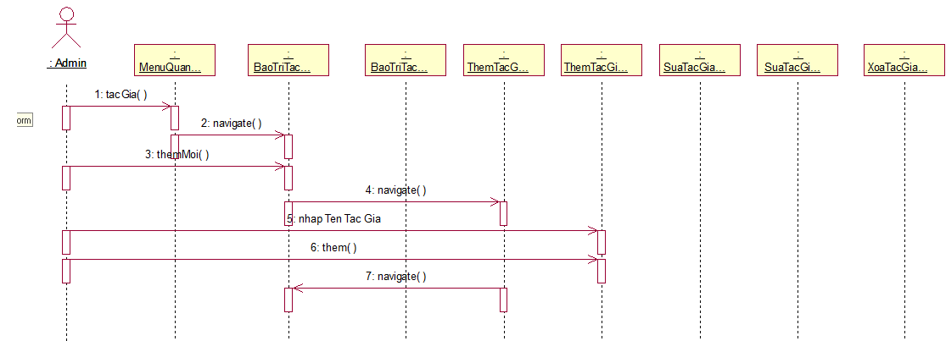 : Admin
:
MenuQuan...
:
BaoTriTac...
:
BaoTriTac...
:
ThemTacG...
:
ThemTacGi...
:
SuaTacGia...
:
SuaTacGi...
:
XoaTacGia...
1: tacGia( )
orm
2: navigate( )
3: themMoi( )
4: navigate( )
5: nhap Ten Tac Gia
6: them( )
7: navigate( )